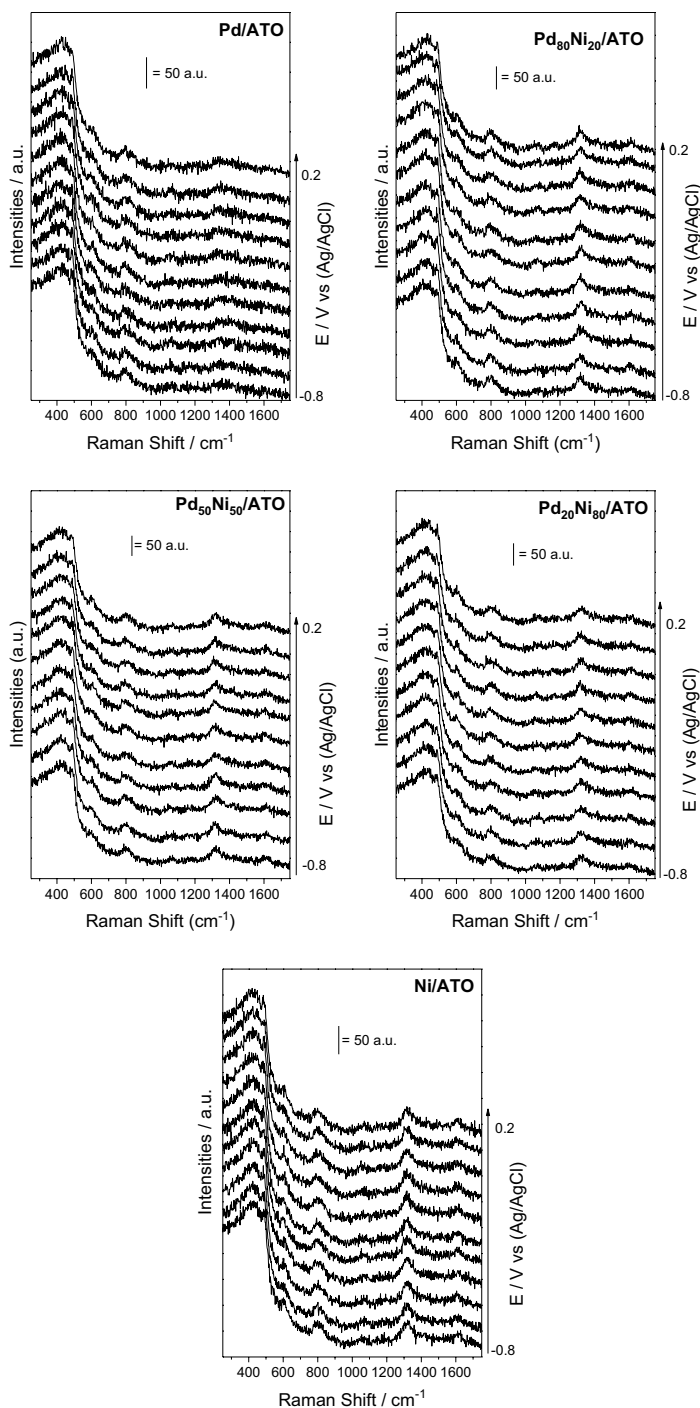 Pd/ATO
= 50 a.u.
Intensities / a.u.
0.2
-0.8
E / V vs (Ag/AgCl)
400 600 800 1000 1200 1400 1600
Raman Shift / cm⁻¹
Pd₈₀Ni₂₀/ATO
= 50 a.u.
Intensities / a.u.
0.2
-0.8
E / V vs (Ag/AgCl)
400 600 800 1000 1200 1400 1600
Raman Shift (cm⁻¹)
Pd₅₀Ni₅₀/ATO
= 50 a.u.
Intensities (a.u.)
0.2
-0.8
E / V vs (Ag/AgCl)
400 600 800 1000 1200 1400 1600
Raman Shift (cm⁻¹)
Pd₂₀Ni₈₀/ATO
= 50 a.u.
Intensities / a.u.
0.2
-0.8
E / V vs (Ag/AgCl)
400 600 800 1000 1200 1400 1600
Raman Shift / cm⁻¹
Ni/ATO
= 50 a.u.
Intensities / a.u.
0.2
-0.8
E / V vs (Ag/AgCl)
400 600 800 1000 1200 1400 1600
Raman Shift / cm⁻¹